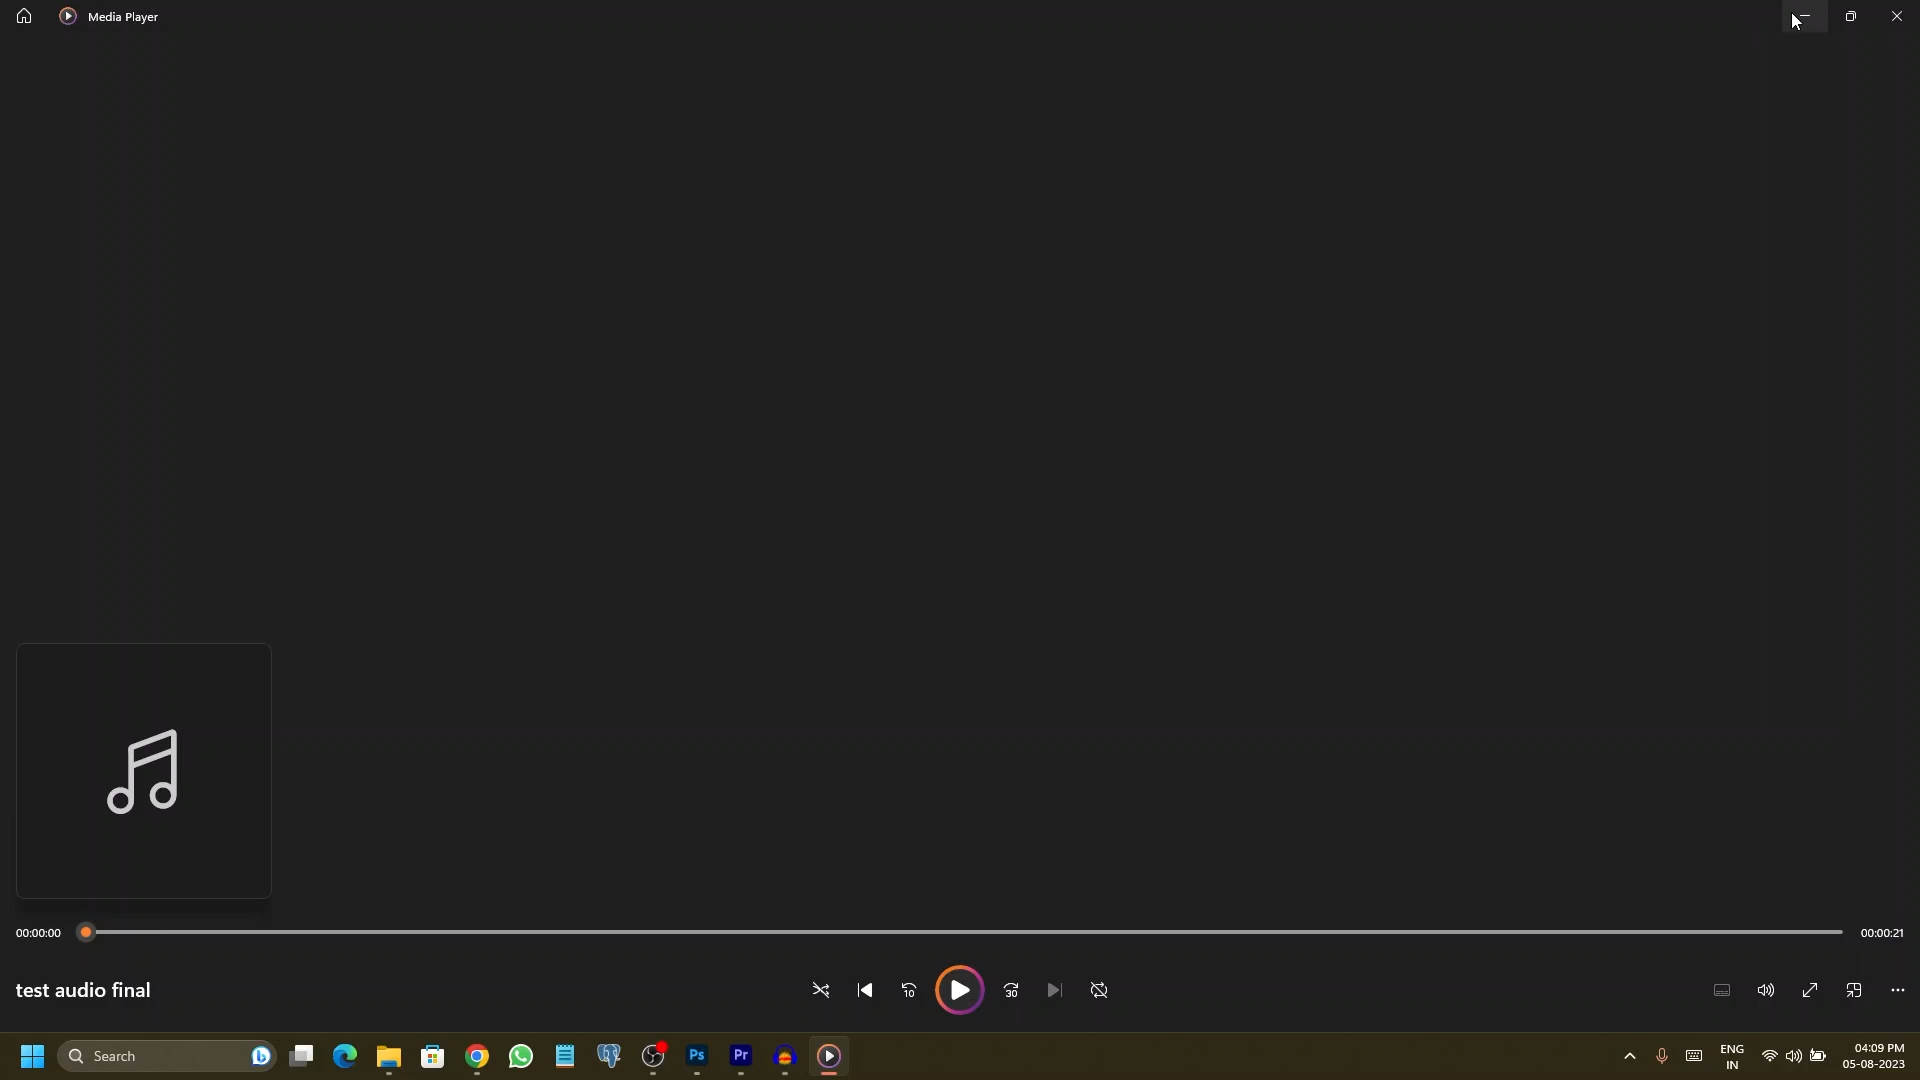 Media Player
00:00:00
00:00:21
test audio final
10
30
Search
Ps
Pr
ENG
IN
04:09 PM
05-08-2023